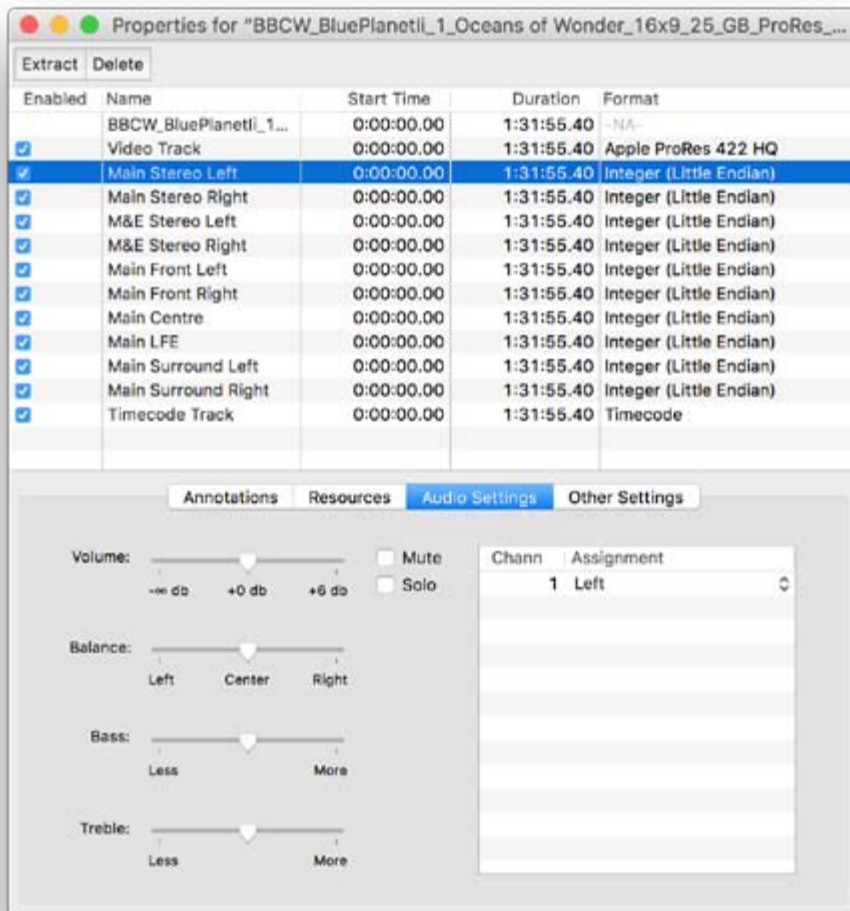 Properties for "BBCW_BluePlanetIi_1_Oceans of Wonder_16x9_25_GB_ProRes_...
Extract Delete
Enabled Name Start Time Duration Format
BBCW_BluePlanetIi_1... 0:00:00.00 1:31:55.40 -NA-
Video Track 0:00:00.00 1:31:55.40 Apple ProRes 422 HQ
Main Stereo Left 0:00:00.00 1:31:55.40 Integer (Little Endian)
Main Stereo Right 0:00:00.00 1:31:55.40 Integer (Little Endian)
M&E Stereo Left 0:00:00.00 1:31:55.40 Integer (Little Endian)
M&E Stereo Right 0:00:00.00 1:31:55.40 Integer (Little Endian)
Main Front Left 0:00:00.00 1:31:55.40 Integer (Little Endian)
Main Front Right 0:00:00.00 1:31:55.40 Integer (Little Endian)
Main Centre 0:00:00.00 1:31:55.40 Integer (Little Endian)
Main LFE 0:00:00.00 1:31:55.40 Integer (Little Endian)
Main Surround Left 0:00:00.00 1:31:55.40 Integer (Little Endian)
Main Surround Right 0:00:00.00 1:31:55.40 Integer (Little Endian)
Timecode Track 0:00:00.00 1:31:55.40 Timecode
Annotations Resources Audio Settings Other Settings
Volume: Mute Chann Assignment
Solo 1 Left
-∞ db +0 db +6 db
Balance:
Left Center Right
Bass:
Less More
Treble:
Less More